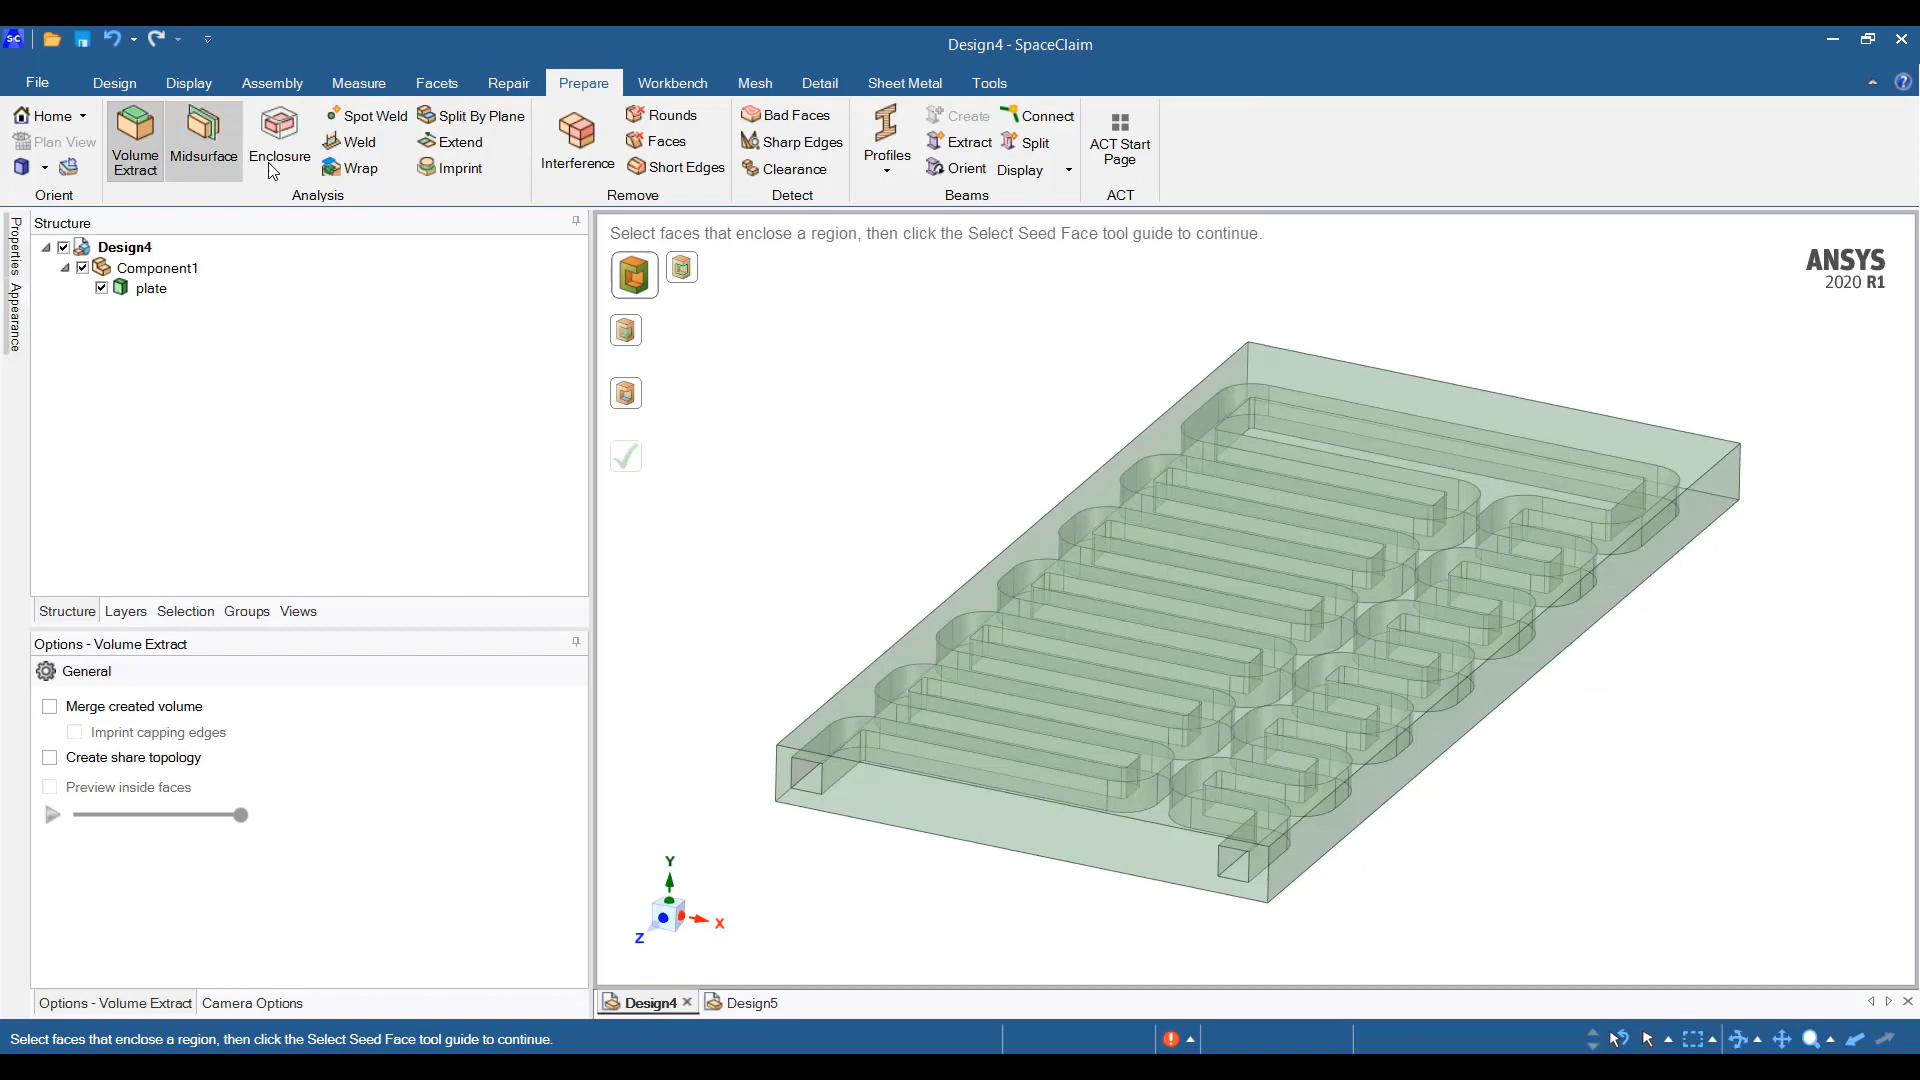 SC
Design4 - SpaceClaim
File Design Display Assembly Measure Facets Repair Prepare Workbench Mesh Detail Sheet Metal Tools
Home
Plan View
Orient
Volume Extract
Midsurface
Enclosure
Spot Weld
Weld
Wrap
Split By Plane
Extend
Imprint
Analysis
Interference
Rounds
Faces
Short Edges
Remove
Bad Faces
Sharp Edges
Clearance
Detect
Profiles
Create
Extract
Orient
Connect
Split
Display
Beams
ACT Start Page
ACT
Properties
Appearance
Structure
Design4
Component1
plate
Structure Layers Selection Groups Views
Options - Volume Extract
General
Merge created volume
Imprint capping edges
Create share topology
Preview inside faces
Options - Volume Extract Camera Options
Select faces that enclose a region, then click the Select Seed Face tool guide to continue.
ANSYS
2020 R1
Y
X
Z
Design4 Design5
Select faces that enclose a region, then click the Select Seed Face tool guide to continue.